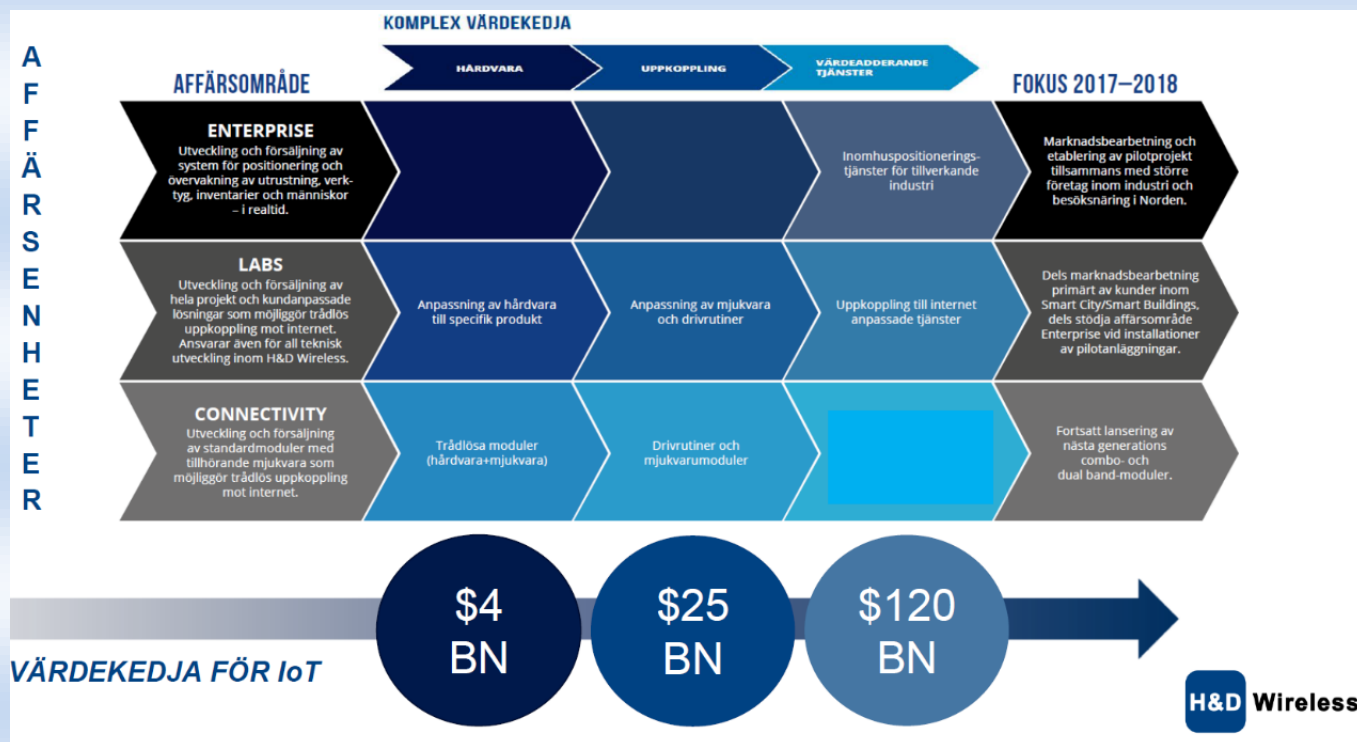 AFFÄRSENHETER
KOMPLEX VÄRDEKEDJA
HÅRDVARA
UPPKOPPLING
VÄRDEADDERANDE
TJÄNSTER
AFFÄRSOMRÅDE
FOKUS 2017–2018
ENTERPRISE
Utveckling och försäljning av
system för positionering och
övervakning av utrustning, verk-
tyg, inventarier och människor
– i realtid.
Inomhuspositionerings-
tjänster för tillverkande
industri
Marknadsbearbetning och
etablering av pilotprojekt
tillsammans med större
företag inom industri och
besöksnäring i Norden.
LABS
Utveckling och försäljning av
hela projekt och kundanpassade
lösningar som möjliggör trådlös
uppkoppling mot internet.
Ansvarar även för all teknisk
utveckling inom H&D Wireless.
Anpassning av hårdvara
till specifik produkt
Anpassning av mjukvara
och drivrutiner
Uppkoppling till internet
anpassade tjänster
Dels marknadsbearbetning
primärt av kunder inom
Smart City/Smart Buildings,
dels stödja affärsområde
Enterprise vid installationer
av pilotanläggningar.
CONNECTIVITY
Utveckling och försäljning
av standardmoduler med
tillhörande mjukvara som
möjliggör trådlös uppkoppling
mot internet.
Trådlösa moduler
(hårdvara+mjukvara)
Drivrutiner och
mjukvarumoduler
Fortsatt lansering av
nästa generations
combo- och
dual band-moduler.
$4
BN
$25
BN
$120
BN
VÄRDEKEDJA FÖR IoT
H&D Wireless